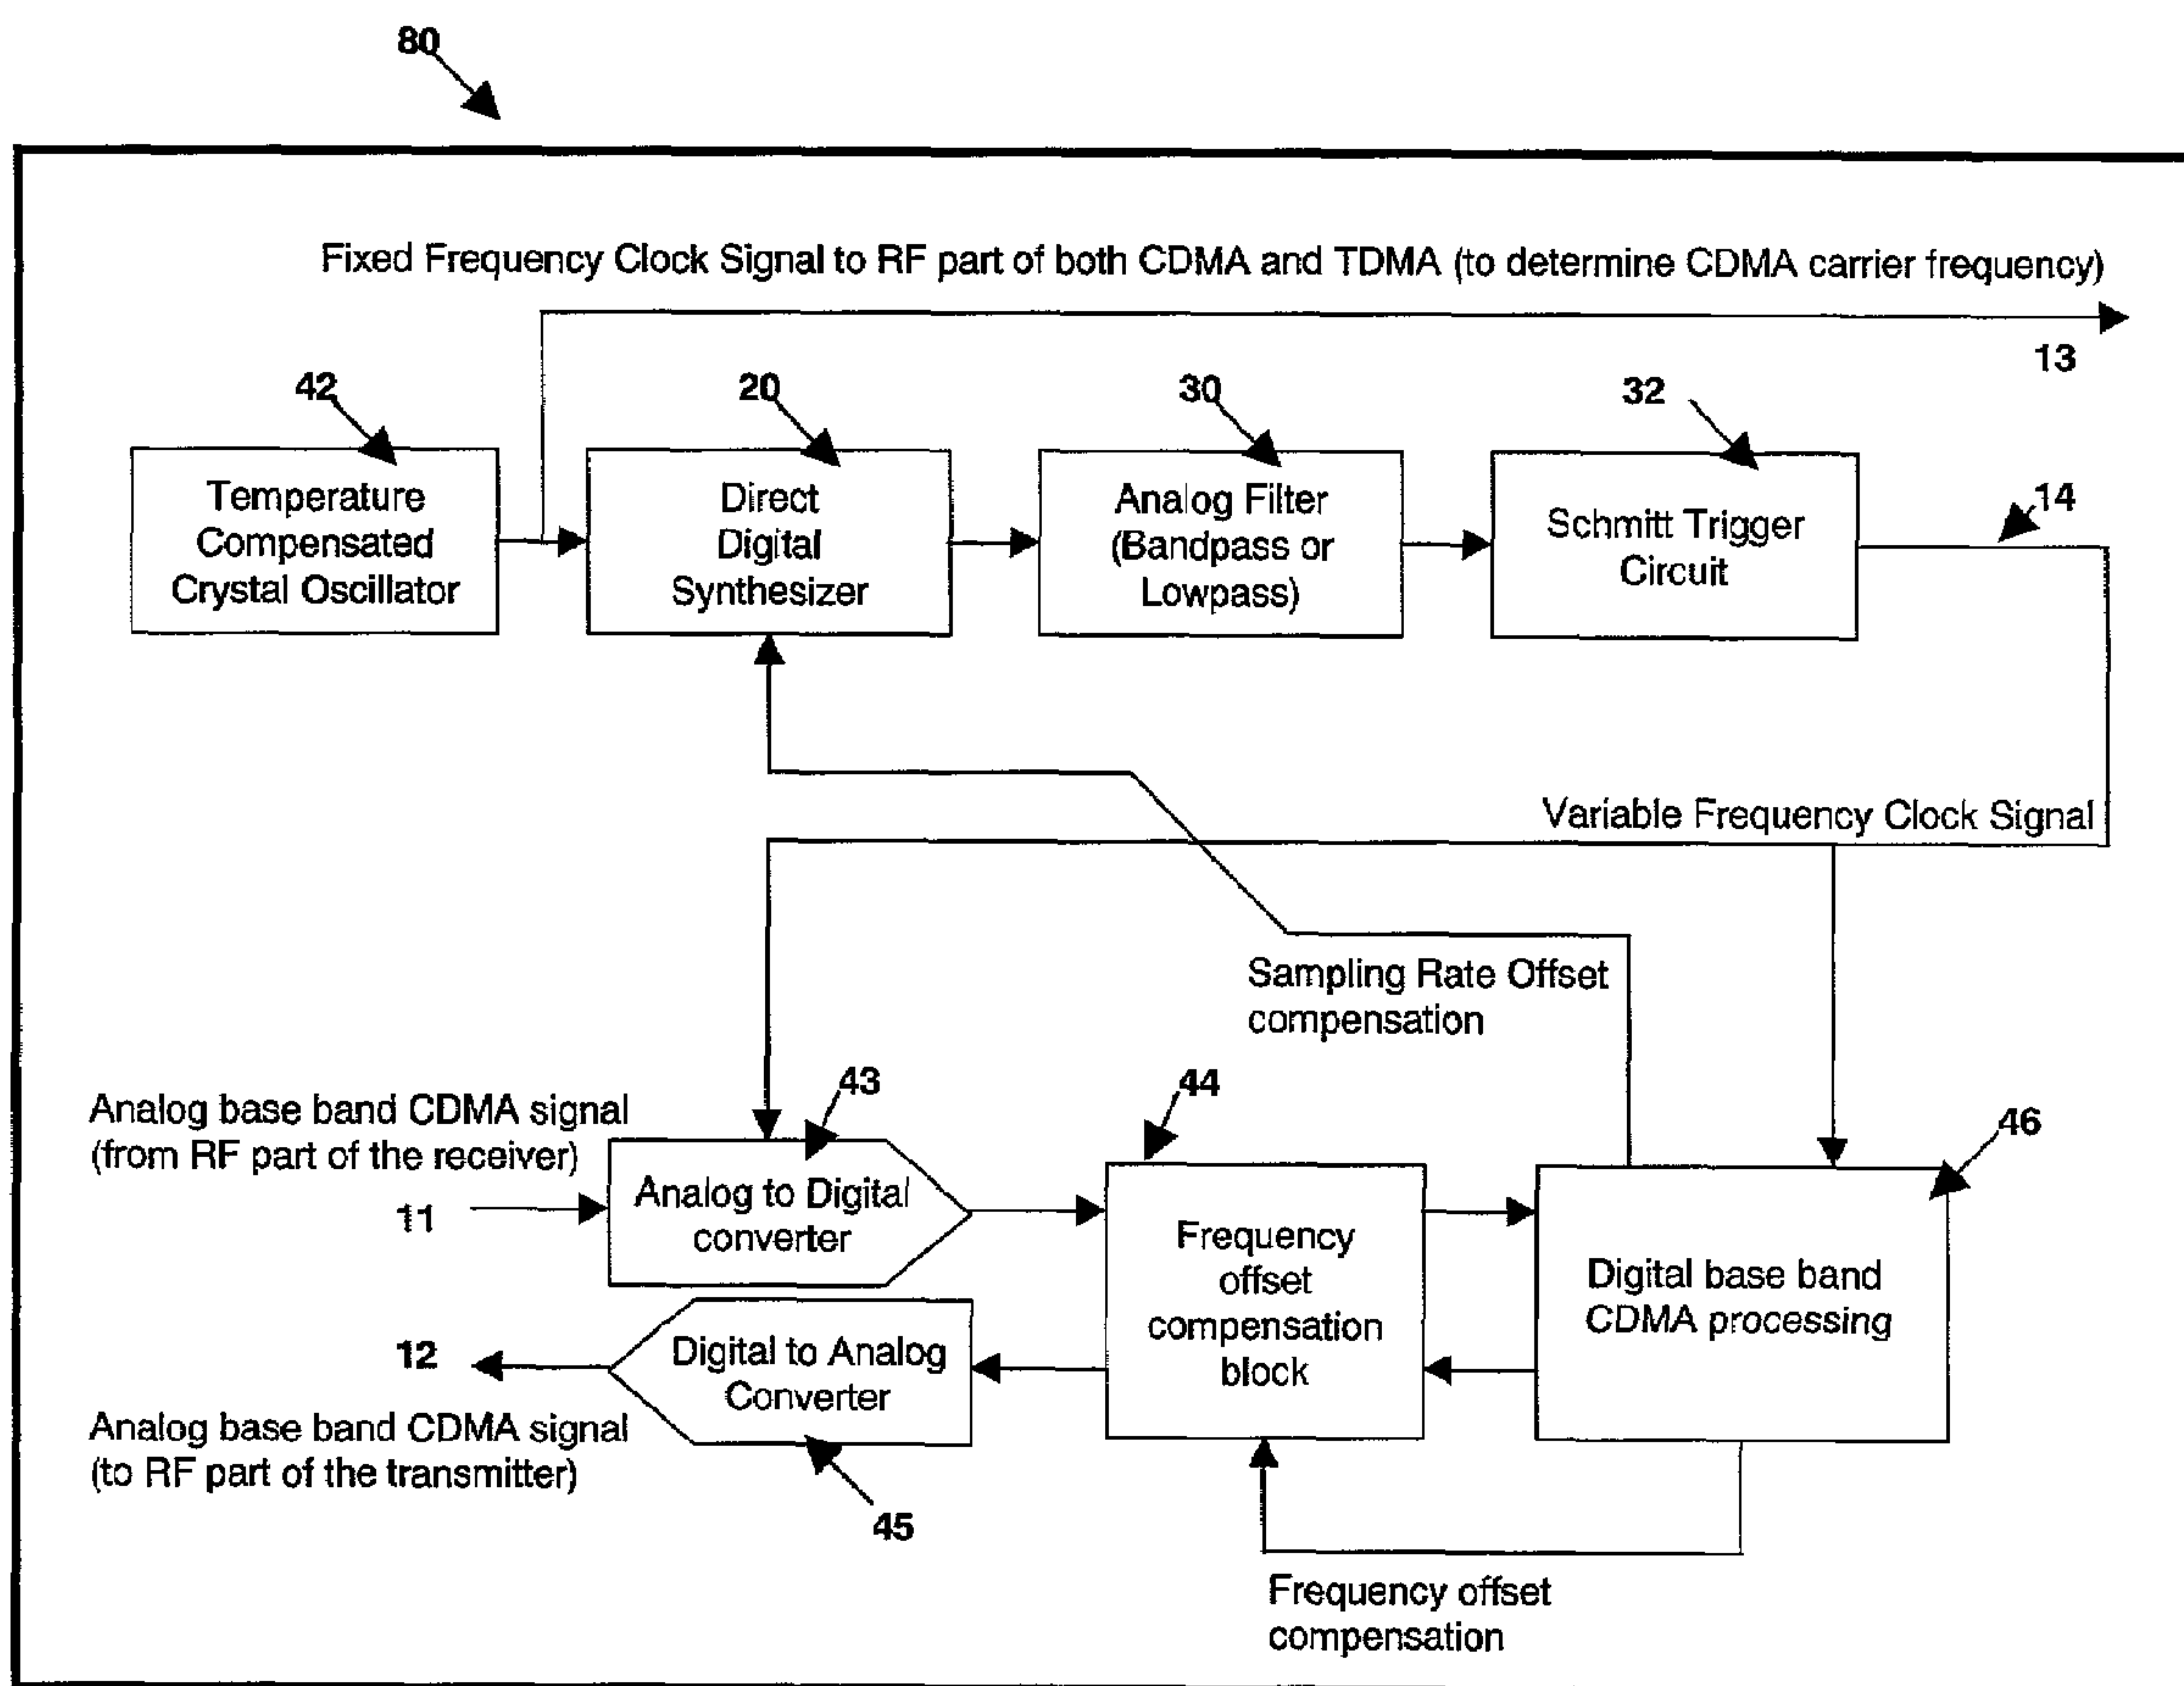 80
Fixed Frequency Clock Signal to RF part of both CDMA and TDMA (to determine CDMA carrier frequency)
13
42
20
30
32
14
Temperature
Compensated
Crystal Oscillator
Direct
Digital
Synthesizer
Analog Filter
(Bandpass or
Lowpass)
Schmitt Trigger
Circuit
Variable Frequency Clock Signal
Sampling Rate Offset
compensation
43
44
46
Analog base band CDMA signal
(from RF part of the receiver)
11
Analog to Digital
converter
Frequency
offset
compensation
block
Digital base band
CDMA processing
12
Digital to Analog
Converter
Analog base band CDMA signal
(to RF part of the transmitter)
45
Frequency offset
compensation